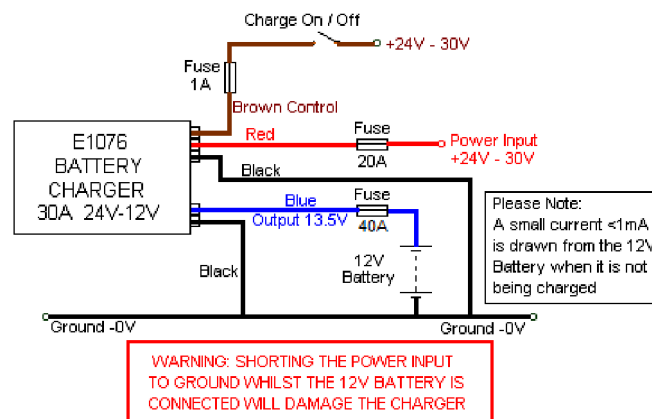 Charge On / Off
+24V - 30V
Fuse
1A
Brown Control
E1076
BATTERY
CHARGER
30A 24V-12V
Red
Fuse
20A
Power Input
+24V - 30V
Black
Blue
Output 13.5V
Fuse
40A
Black
12V
Battery
Please Note:
A small current <1mA
is drawn from the 12V
Battery when it is not
being charged
Ground -0V
Ground -0V
WARNING: SHORTING THE POWER INPUT
TO GROUND WHILST THE 12V BATTERY IS
CONNECTED WILL DAMAGE THE CHARGER